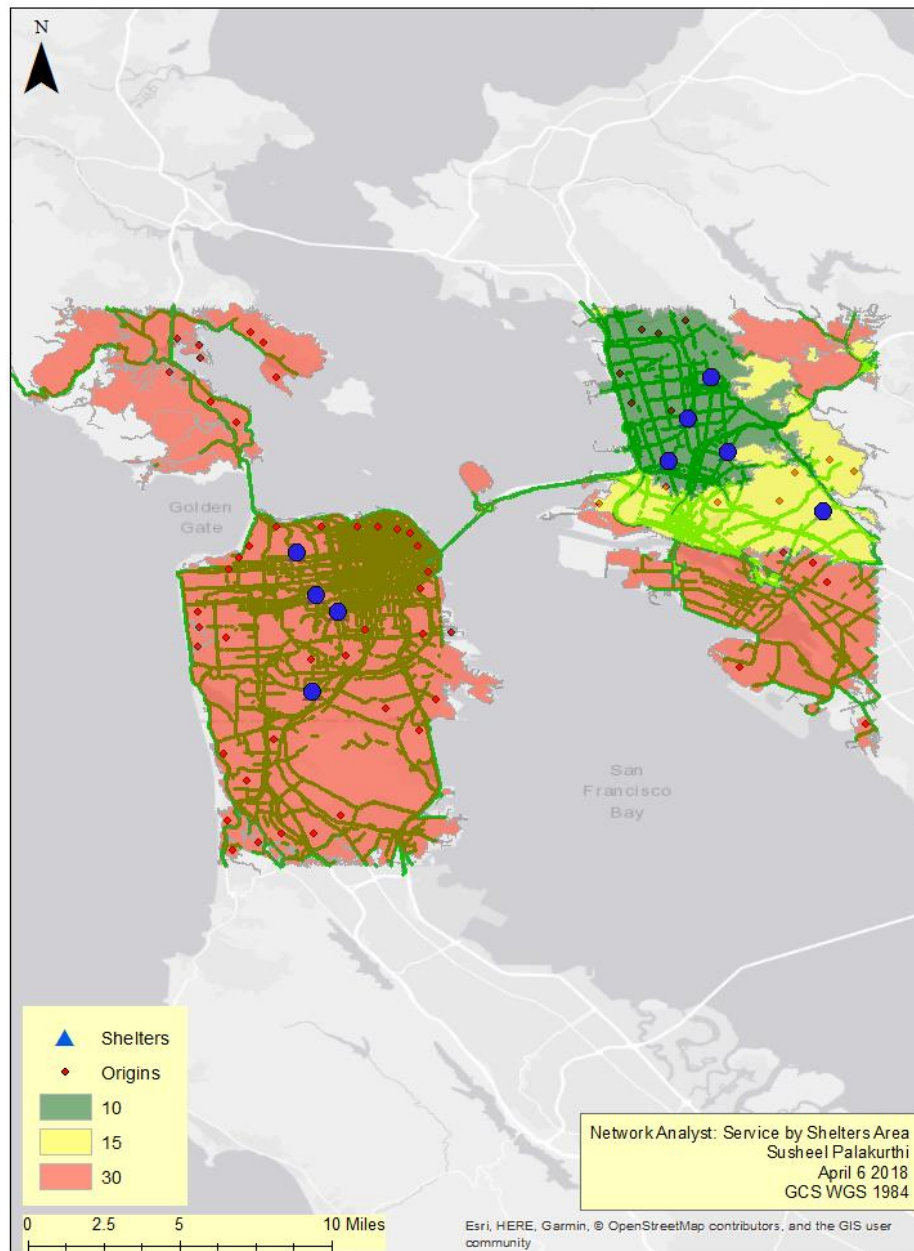 N
Golden
Gate
San
Francisco
Bay
Shelters
Origins
10
15
30
Network Analyst: Service by Shelters Area
Susheel Palakurthi
April 6 2018
GCS WGS 1984
0 2.5 5 10 Miles
Esri, HERE, Garmin, © OpenStreetMap contributors, and the GIS user
community